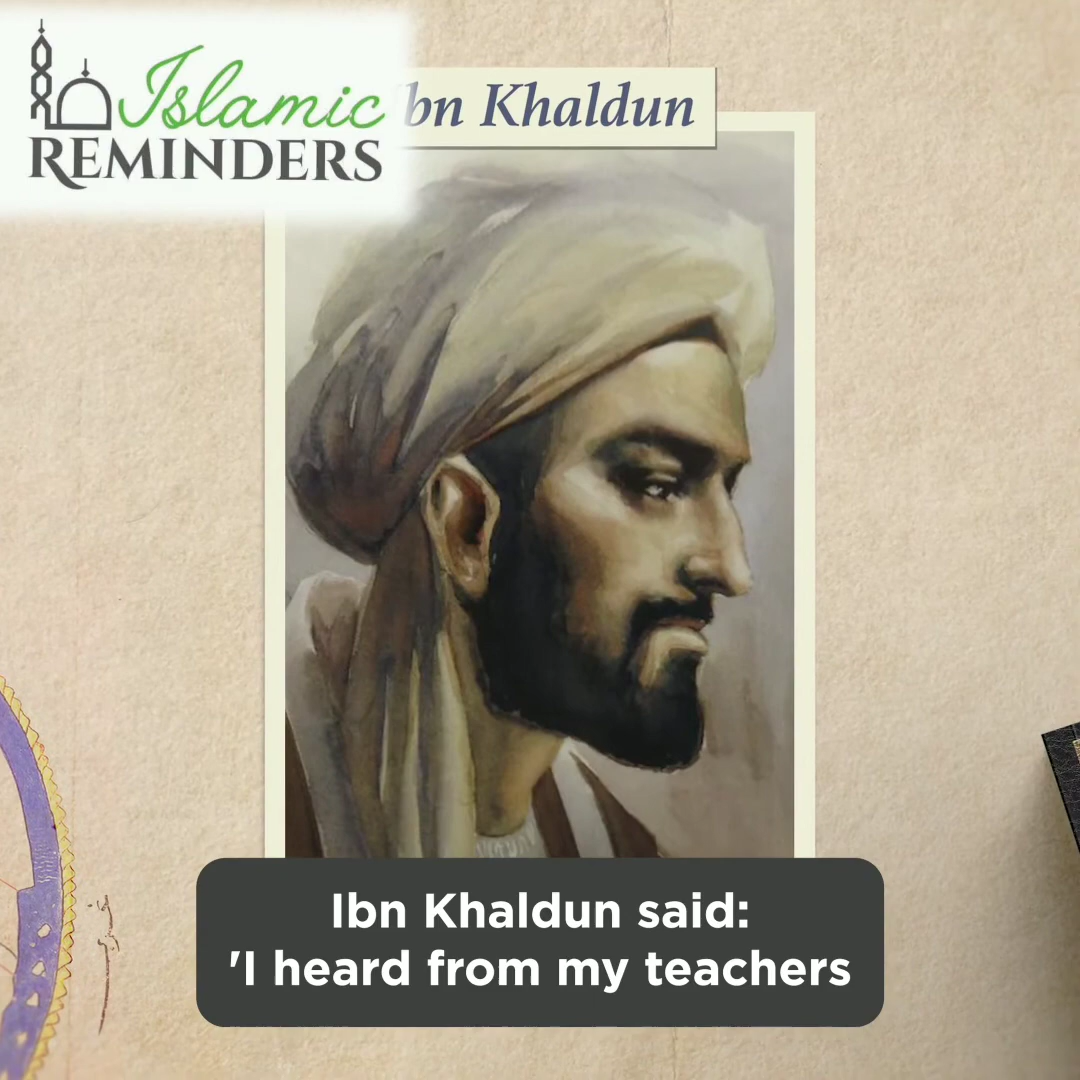 Islamic
REMINDERS
bn Khaldun
Ibn Khaldun said:
'I heard from my teachers